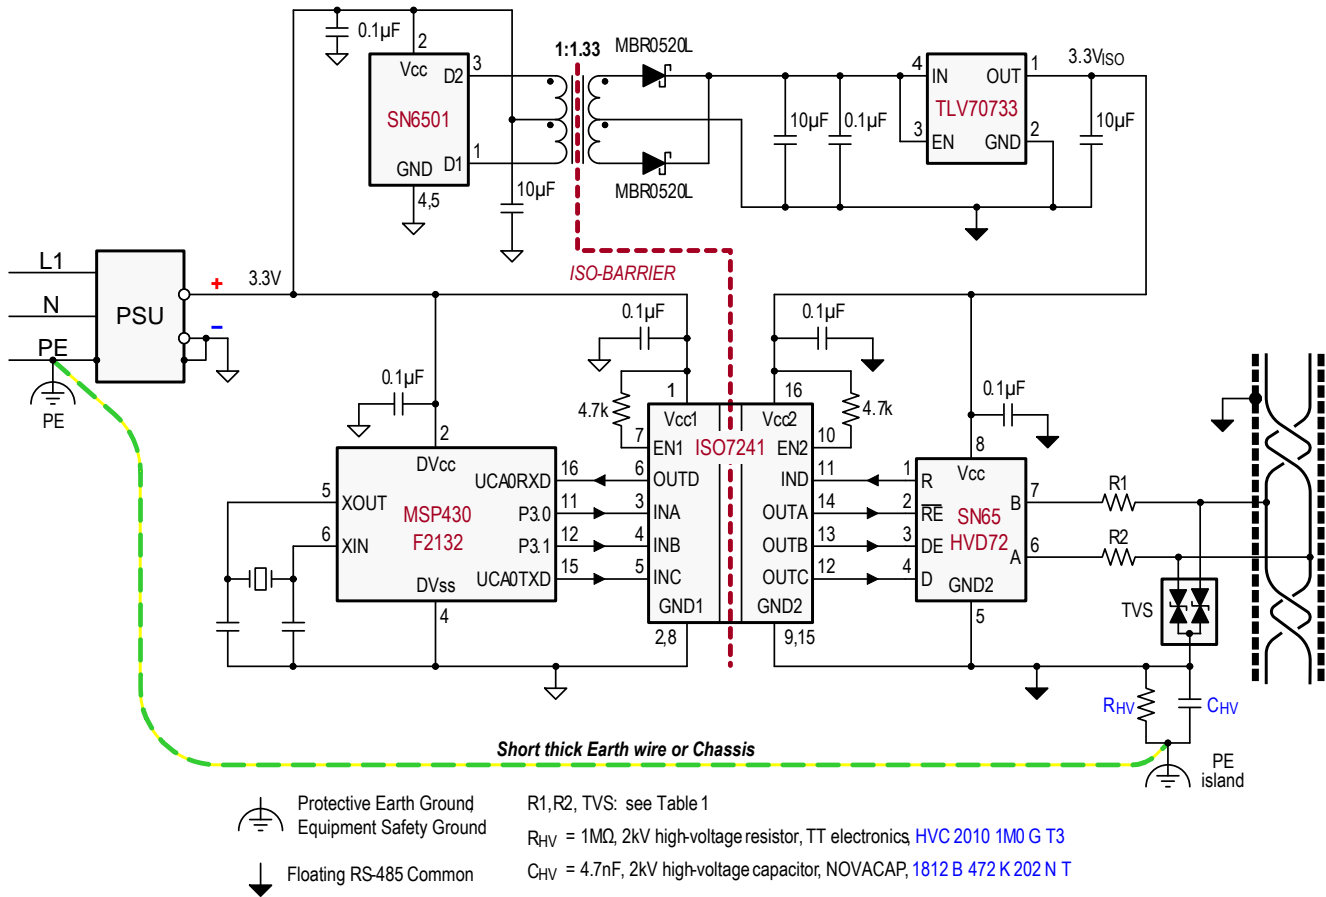 0.1µF
2
Vcc
D2
3
SN6501
D1
1
GND
4,5
10µF
1:1.33
MBR0520L
MBR0520L
10µF
0.1µF
4
IN
OUT
1
TLV70733
3
EN
GND
2
3.3VISO
10µF
ISO-BARRIER
L1
N
PE
PSU
+
−
3.3V
PE
0.1µF
0.1µF
0.1µF
0.1µF
4.7k
4.7k
1
16
Vcc1
Vcc2
7
EN1
ISO7241
EN2
10
6
OUTD
IND
11
3
INA
OUTA
14
4
INB
OUTB
13
5
INC
OUTC
12
GND1
GND2
2,8
9,15
2
DVcc
5
XOUT
UCA0RXD
16
MSP430
F2132
P3.0
11
6
XIN
P3.1
12
UCA0TXD
15
DVss
4
8
Vcc
1
R
B
7
2
RE
SN65
HVD72
3
DE
A
6
4
D
GND2
5
R1
R2
TVS
RHV
CHV
PE
island
Short thick Earth wire or Chassis
Protective Earth Ground
Equipment Safety Ground
Floating RS-485 Common
R1,R2, TVS: see Table 1
RHV = 1MΩ, 2kV high-voltage resistor, TT electronics, HVC 2010 1M0 G T3
CHV = 4.7nF, 2kV high-voltage capacitor, NOVACAP, 1812 B 472 K 202 N T